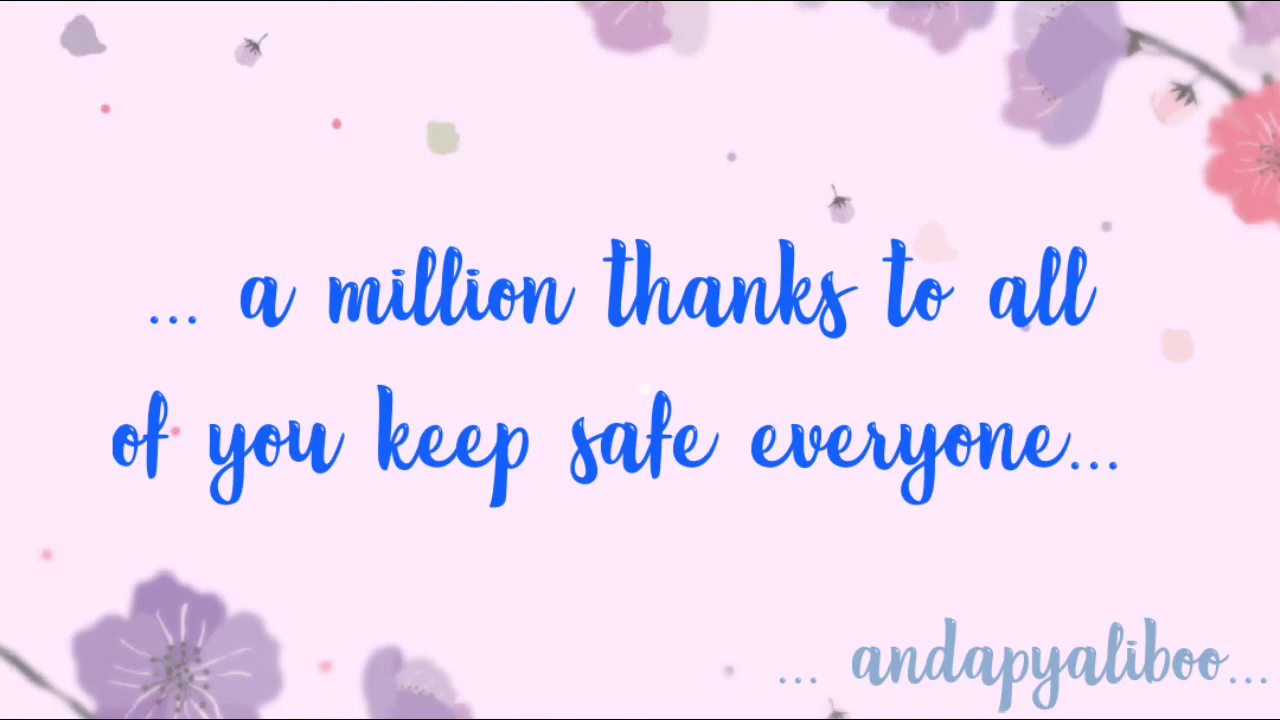 ... a million thanks to all
of you keep safe everyone...
... andapyaliboo...